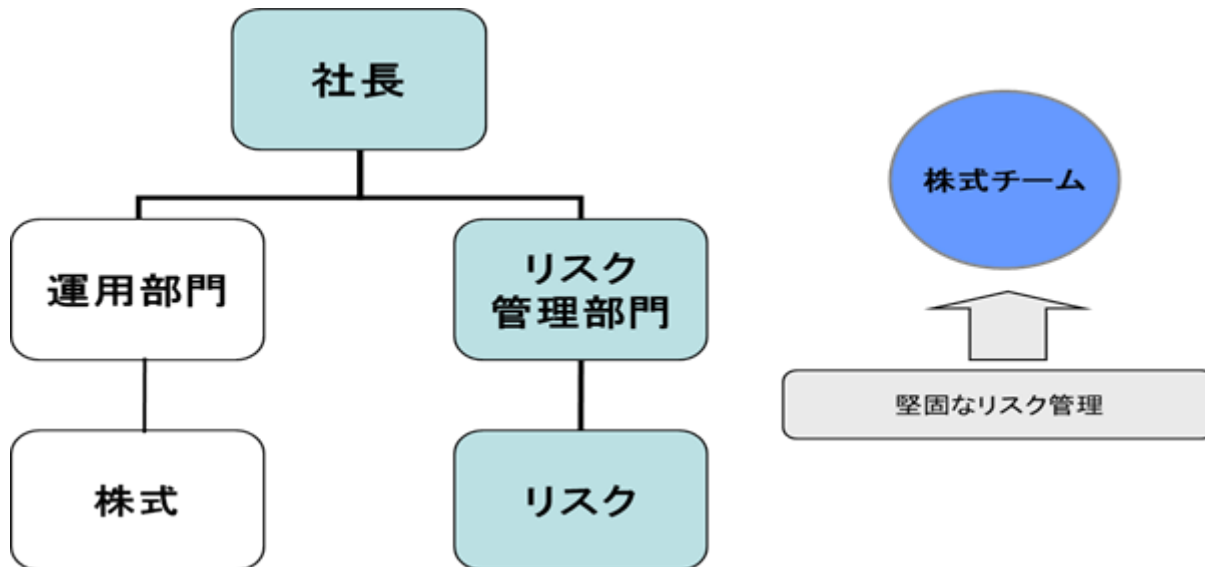 社長
運用部門
リスク
管理部門
株式
リスク
株式チーム
堅固なリスク管理